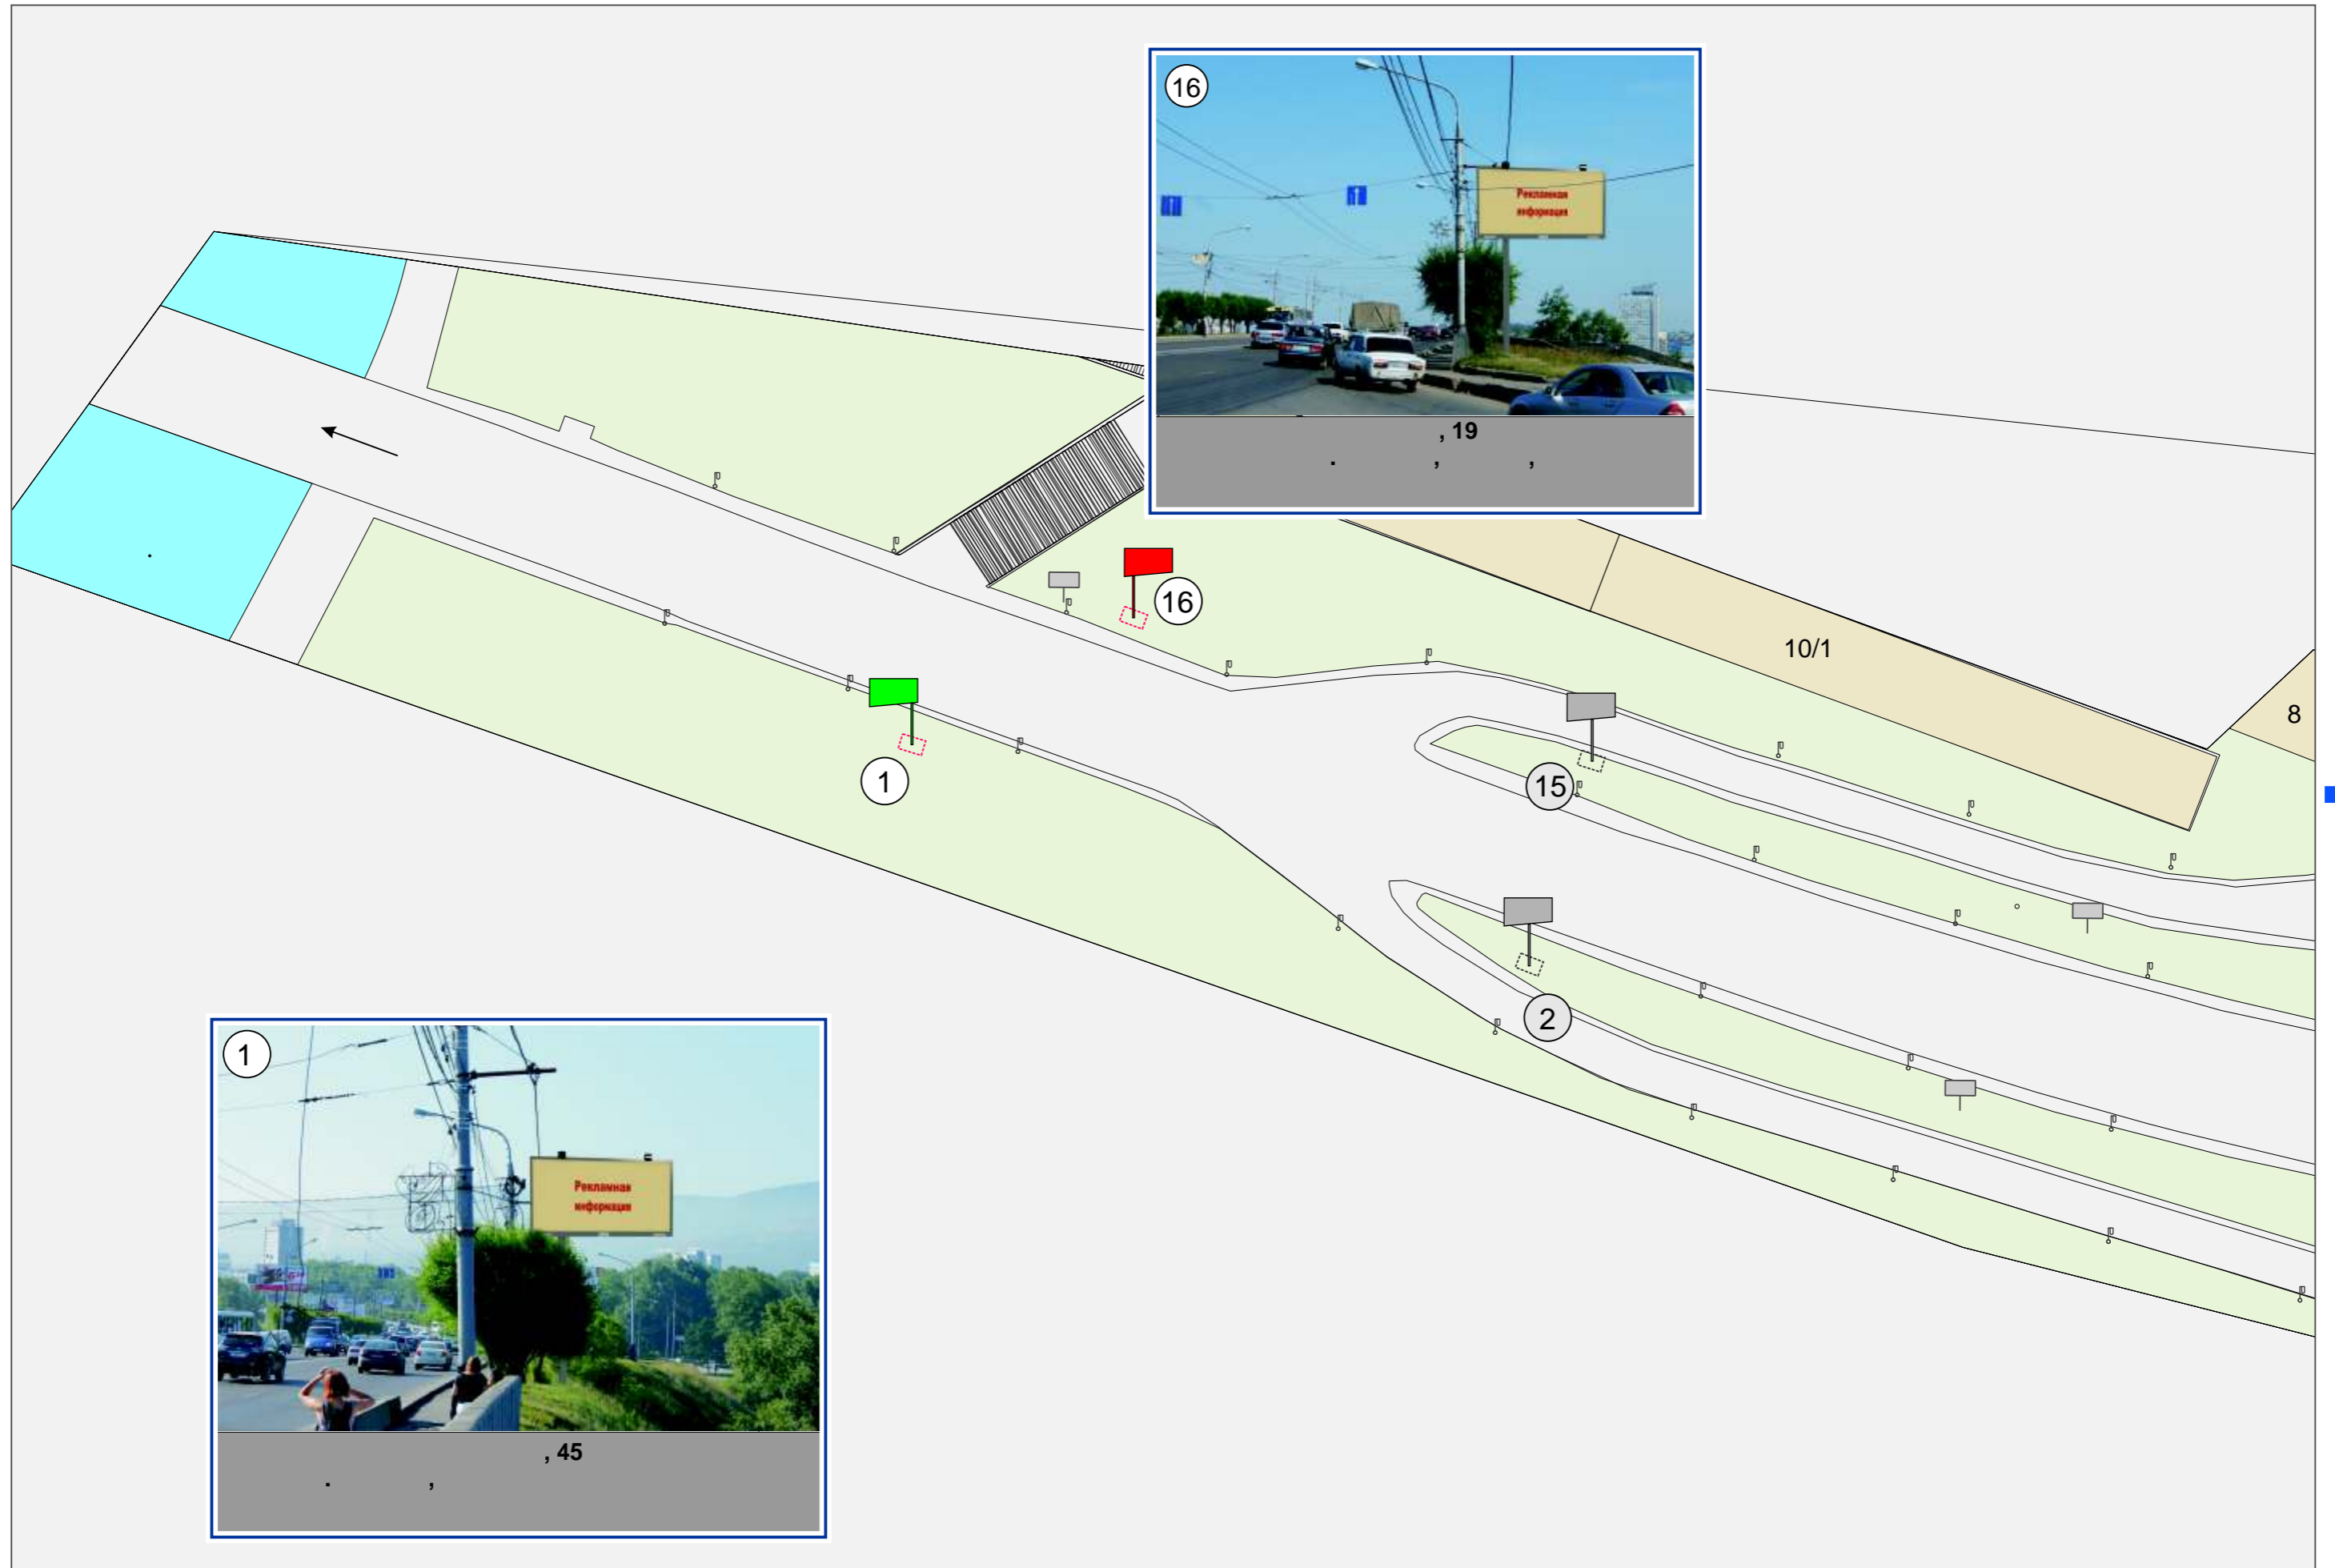 16
Рекламная
информация
, 19
. , ,
16
10/1
8
1
15
2
.
1
Рекламная
информация
, 45
. ,